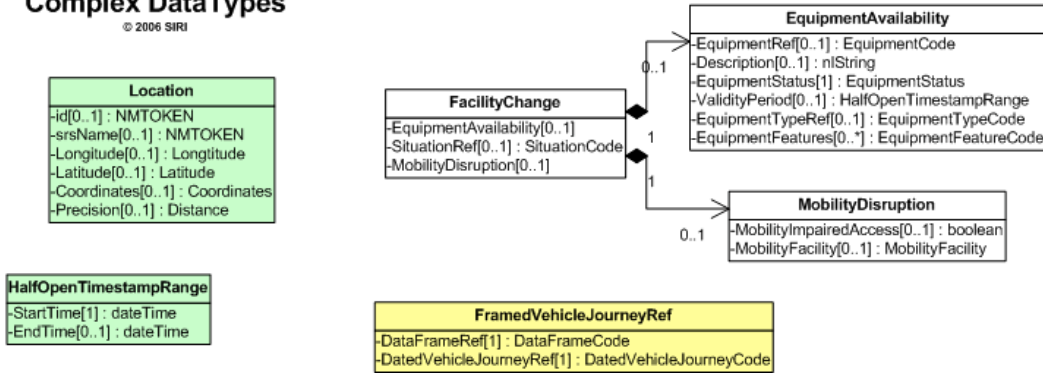 Complex DataTypes
© 2006 SIRI
Location
-id[0..1] : NMTOKEN
-srsName[0..1] : NMTOKEN
-Longitude[0..1] : Longtitude
-Latitude[0..1] : Latitude
-Coordinates[0..1] : Coordinates
-Precision[0..1] : Distance
HalfOpenTimestampRange
-StartTime[1] : dateTime
-EndTime[0..1] : dateTime
FacilityChange
-EquipmentAvailability[0..1]
-SituationRef[0..1] : SituationCode
-MobilityDisruption[0..1]
0..1
1
1
0..1
EquipmentAvailability
-EquipmentRef[0..1] : EquipmentCode
-Description[0..1] : nlString
-EquipmentStatus[1] : EquipmentStatus
-ValidityPeriod[0..1] : HalfOpenTimestampRange
-EquipmentTypeRef[0..1] : EquipmentTypeCode
-EquipmentFeatures[0..*] : EquipmentFeatureCode
MobilityDisruption
-MobilityImpairedAccess[0..1] : boolean
-MobilityFacility[0..1] : MobilityFacility
FramedVehicleJourneyRef
-DataFrameRef[1] : DataFrameCode
-DatedVehicleJourneyRef[1] : DatedVehicleJourneyCode